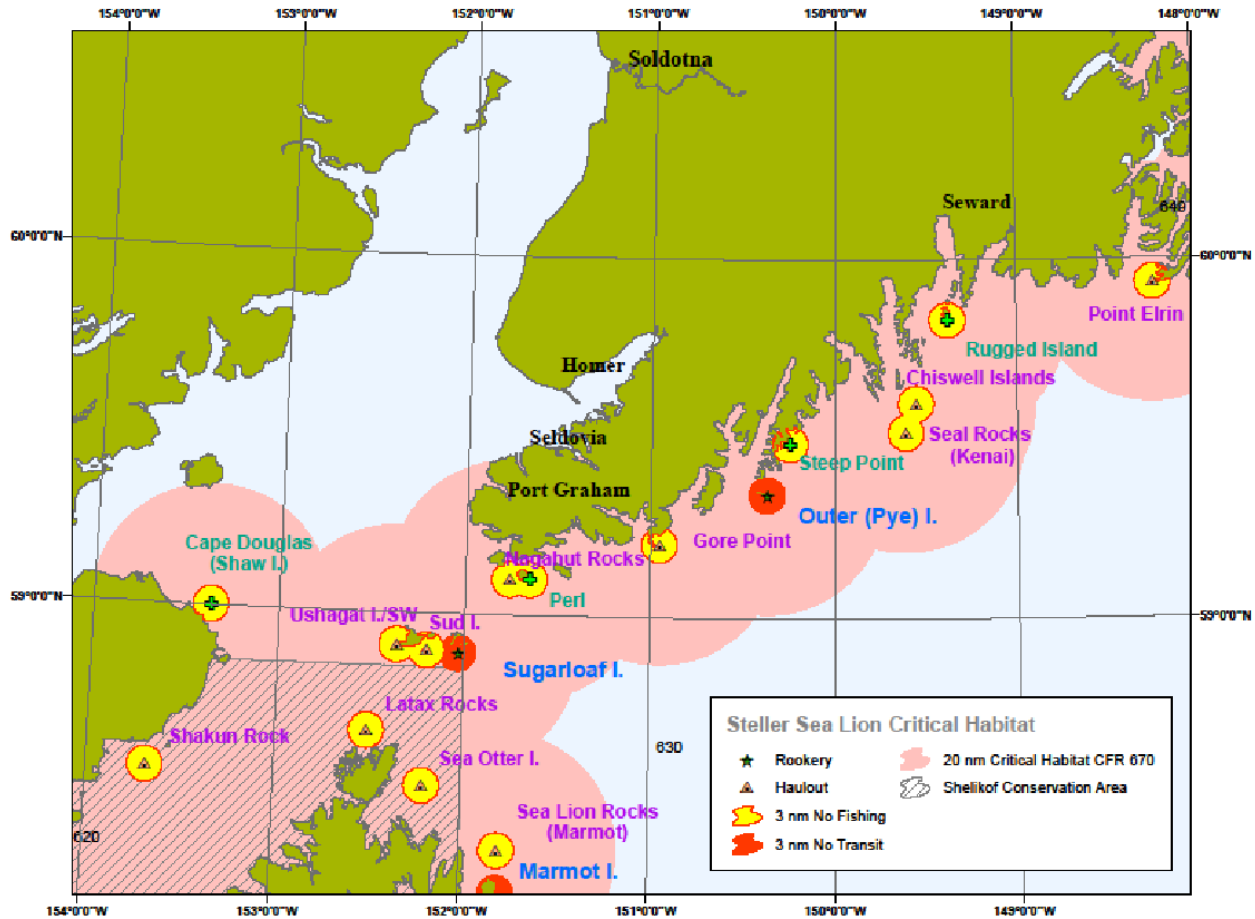 154°0'0"W 153°0'0"W 152°0'0"W 151°0'0"W 150°0'0"W 149°0'0"W 148°0'0"W
Soldotna
Seward
640
60°0'0"N
60°0'0"N
Point Elrin
Rugged Island
Homer
Chiswell Islands
Seal Rocks
(Kenai)
Seldovia
Steep Point
Port Graham
Outer (Pye) I.
Cape Douglas
(Shaw I.)
Gore Point
Nagahut Rocks
Perl
59°0'0"N
59°0'0"N
Ushagat I./SW
Sud I.
Sugarloaf I.
Latax Rocks
Shakun Rock
Sea Otter I.
630
Sea Lion Rocks
(Marmot)
620
Marmot I.
Steller Sea Lion Critical Habitat
Rookery
Haulout
3 nm No Fishing
3 nm No Transit
20 nm Critical Habitat CFR 670
Shelikof Conservation Area
154°0'0"W 153°0'0"W 152°0'0"W 151°0'0"W 150°0'0"W 149°0'0"W